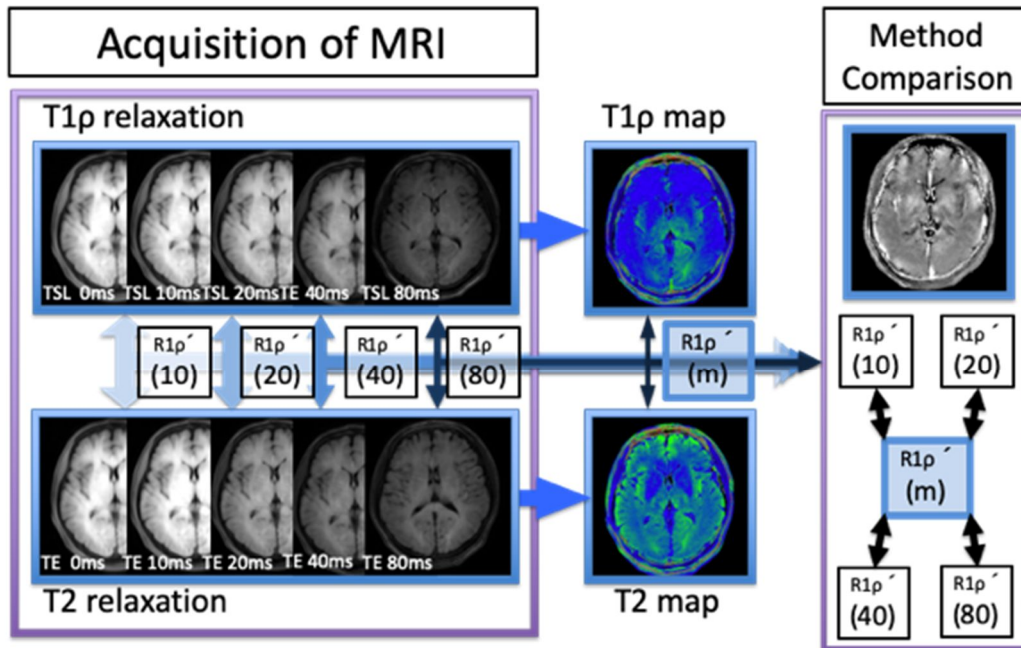 Acquisition of MRI
Method
Comparison
T1ρ relaxation
T1ρ map
TSL 0ms TSL 10ms TSL 20ms TE 40ms TSL 80ms
R1ρ´
(10)
R1ρ´
(20)
R1ρ´
(40)
R1ρ´
(80)
R1ρ´
(m)
TE 0ms TE 10ms TE 20ms TE 40ms TE 80ms
T2 relaxation
T2 map
R1ρ´
(10)
R1ρ´
(20)
R1ρ´
(m)
R1ρ´
(40)
R1ρ´
(80)